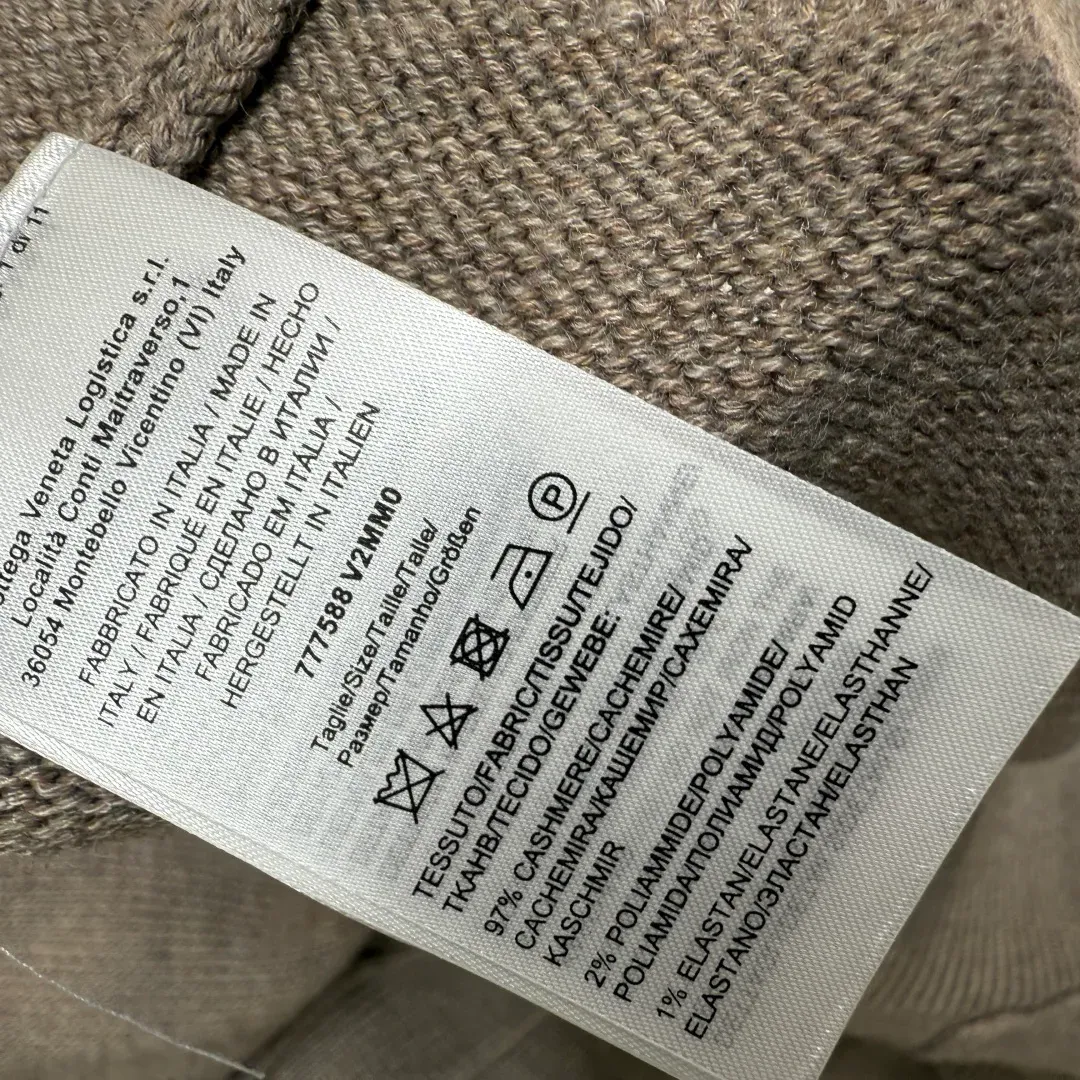 1 di 11
Veneta Logistica s.r.l.
Località Conti Maltraverso,1
36054 Montebello Vicentino (VI) Italy
FABBRICATO IN ITALIA / MADE IN
ITALY / FABRIQUÉ EN ITALIE / HECHO
EN ITALIA / СДЕЛАНО В ИТАЛИИ /
FABRICADO EM ITÁLIA /
HERGESTELLT IN ITALIEN
777588 V2MM0
Taglie/Size/Taille/Talle/
Размер/Tamanho/Größen
P
TESSUTO/FABRIC/TISSU/TEJIDO/
ТКАНЬ/TECIDO/GEWEBE:
97% CASHMERE/CACHEMIRE/
CACHEMIRA/КАШЕМИР/CAXEMIRA/
KASCHMIR
2% POLIAMMIDE/POLYAMIDE/
POLIAMIDA/ПОЛИАМИД/POLYAMID
1% ELASTAN/ELASTANE/ELASTHANNE/
ELASTANO/ЭЛАСТАН/ELASTHAN